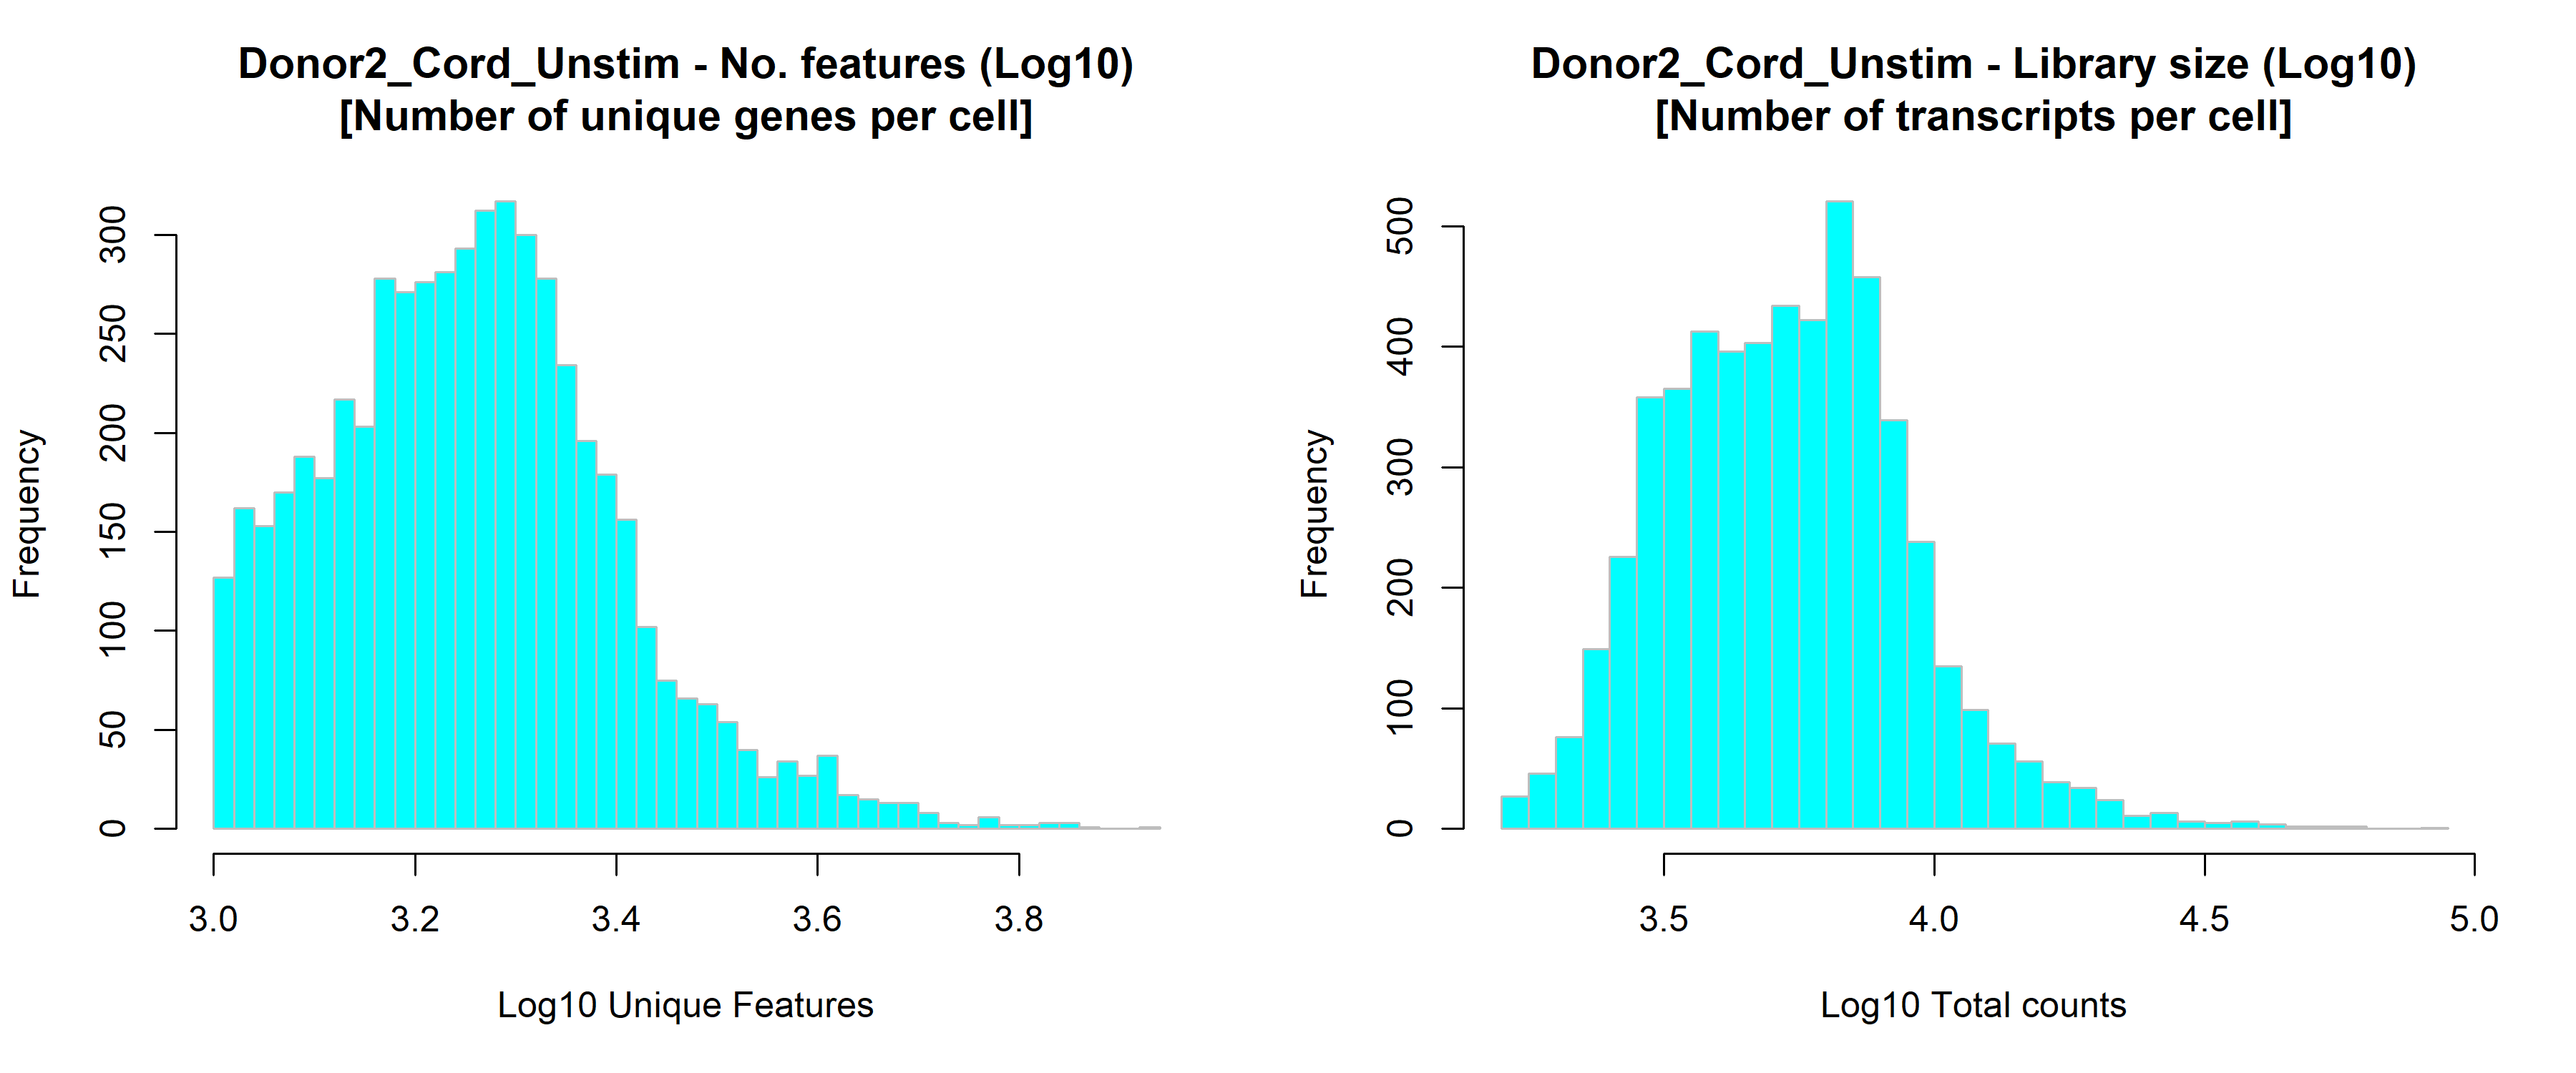 Donor2_Cord_Unstim - No. features (Log10)
[Number of unique genes per cell]
Frequency
300
250
200
150
100
50
0
3.0 3.2 3.4 3.6 3.8
Log10 Unique Features
Donor2_Cord_Unstim - Library size (Log10)
[Number of transcripts per cell]
Frequency
500
400
300
200
100
0
3.5 4.0 4.5 5.0
Log10 Total counts